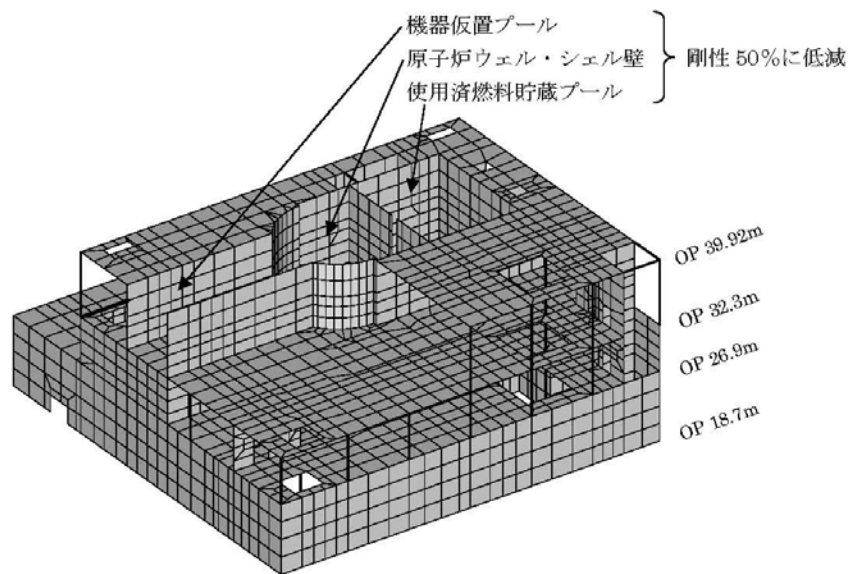 機器仮置プール
原子炉ウェル・シェル壁
使用済燃料貯蔵プール
剛性 50%に低減
OP 39.92m
OP 32.3m
OP 26.9m
OP 18.7m